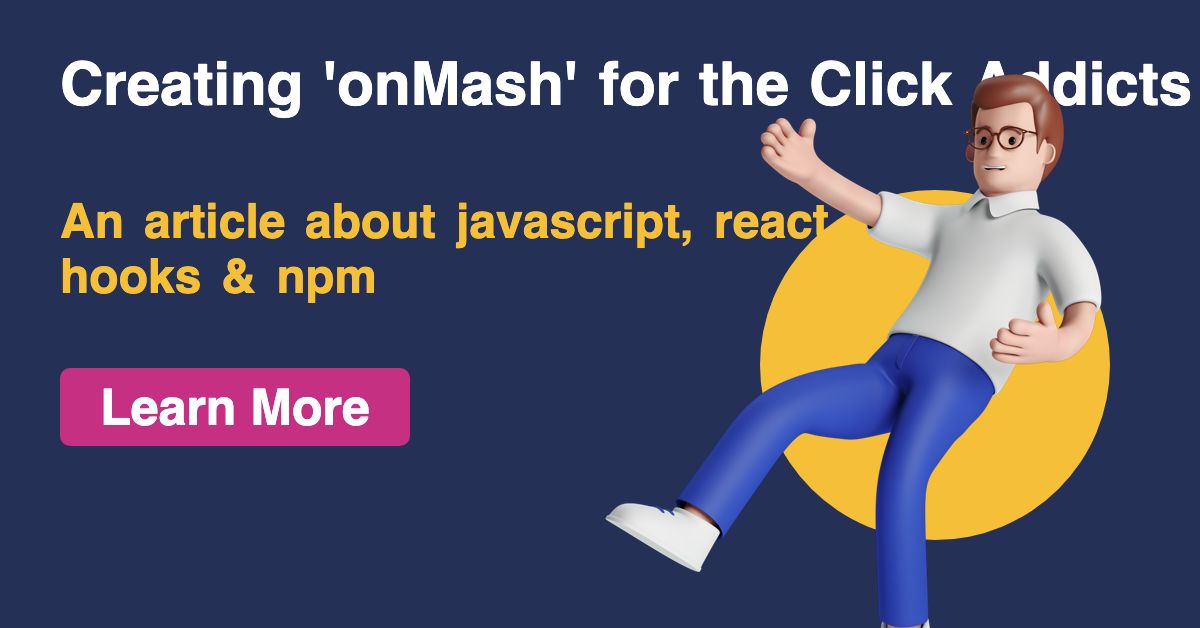 Creating 'onMash' for the Click Addicts
An article about javascript, react
hooks & npm
Learn More